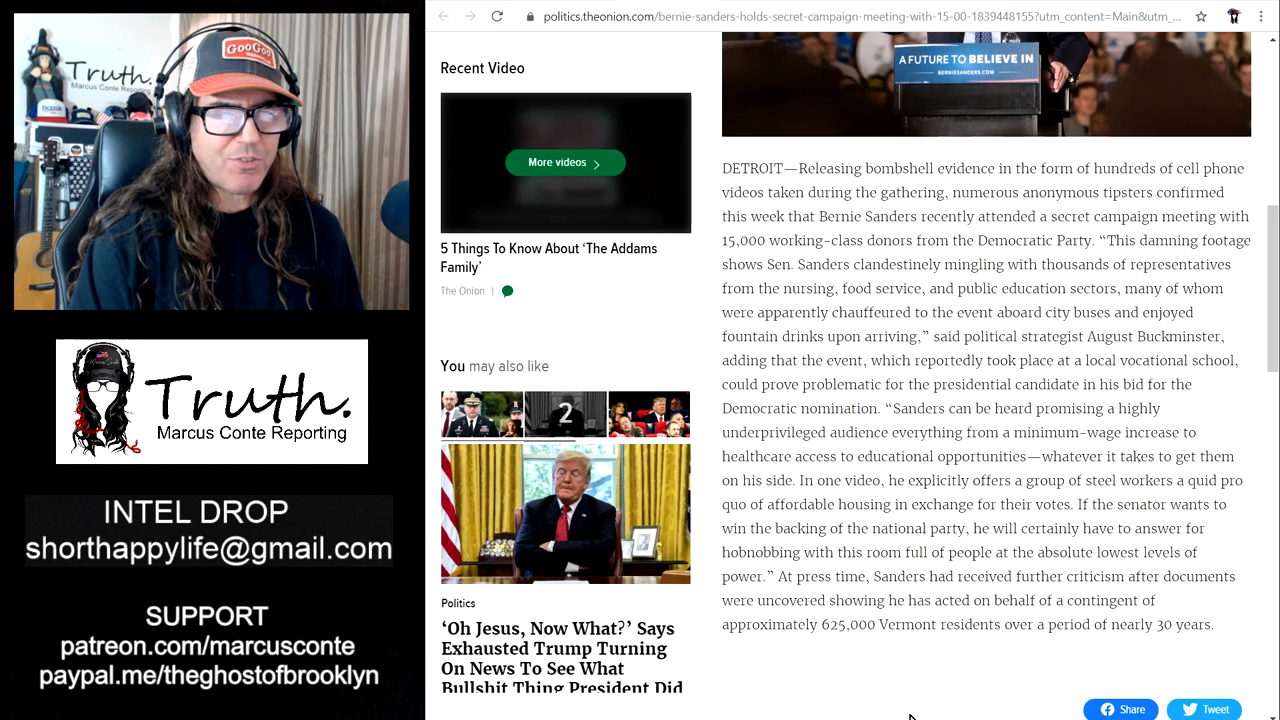 GOOGOO
Truth.
Marcus Conte Reporting
Truth.
Marcus Conte Reporting
INTEL DROP
shorthappylife@gmail.com
SUPPORT
patreon.com/marcusconte
paypal.me/theghostofbrooklyn
politics.theonion.com/bernie-sanders-holds-secret-campaign-meeting-with-15-00-1839448155?utm_content=Main&utm_...
Recent Video
More videos
5 Things To Know About ‘The Addams
Family’
The Onion |
You may also like
2
Politics
‘Oh Jesus, Now What?’ Says
Exhausted Trump Turning
On News To See What
Bullshit Thing President Did
A FUTURE TO BELIEVE IN
BERNIESANDERS.COM
DETROIT—Releasing bombshell evidence in the form of hundreds of cell phone
videos taken during the gathering, numerous anonymous tipsters confirmed
this week that Bernie Sanders recently attended a secret campaign meeting with
15,000 working-class donors from the Democratic Party. “This damning footage
shows Sen. Sanders clandestinely mingling with thousands of representatives
from the nursing, food service, and public education sectors, many of whom
were apparently chauffeured to the event aboard city buses and enjoyed
fountain drinks upon arriving,” said political strategist August Buckminster,
adding that the event, which reportedly took place at a local vocational school,
could prove problematic for the presidential candidate in his bid for the
Democratic nomination. “Sanders can be heard promising a highly
underprivileged audience everything from a minimum-wage increase to
healthcare access to educational opportunities—whatever it takes to get them
on his side. In one video, he explicitly offers a group of steel workers a quid pro
quo of affordable housing in exchange for their votes. If the senator wants to
win the backing of the national party, he will certainly have to answer for
hobnobbing with this room full of people at the absolute lowest levels of
power.” At press time, Sanders had received further criticism after documents
were uncovered showing he has acted on behalf of a contingent of
approximately 625,000 Vermont residents over a period of nearly 30 years.
Share
Tweet